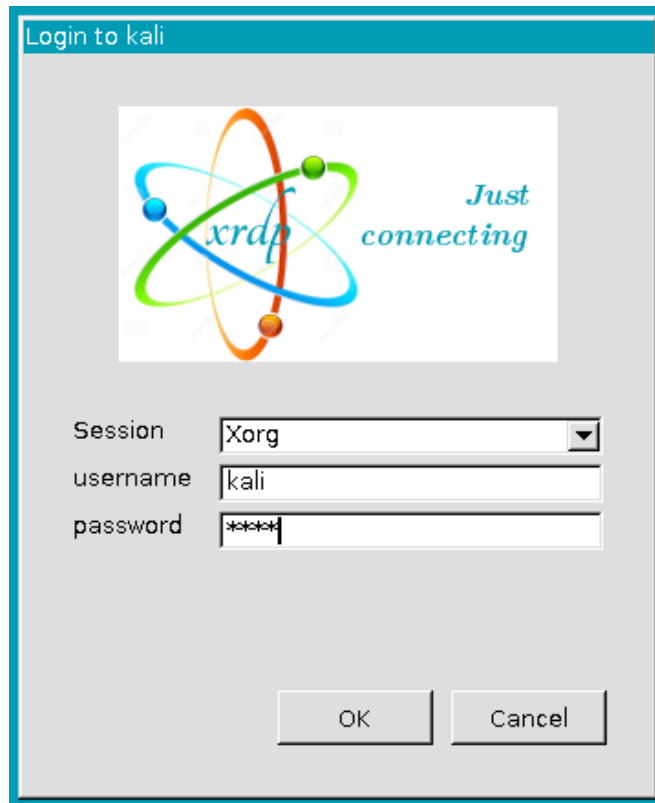 Login to kali
xrdp
Just
connecting
Session Xorg
username kali
password ****
OK Cancel